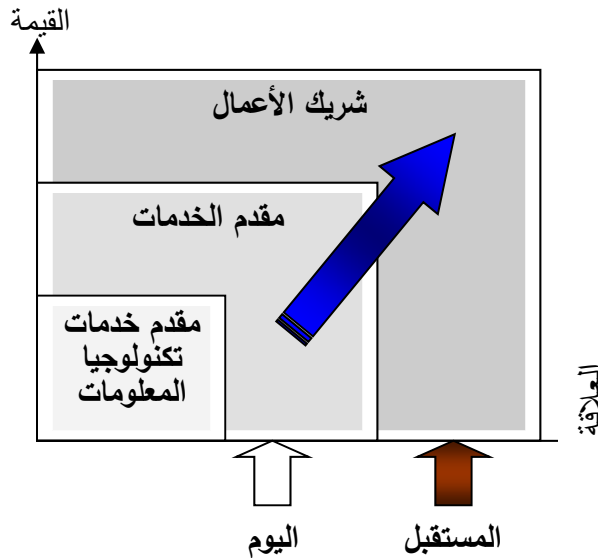 القيمة
شريك الأعمال
مقدم الخدمات
مقدم خدمات
تكنولوجيا
المعلومات
العلاقة
اليوم
المستقبل